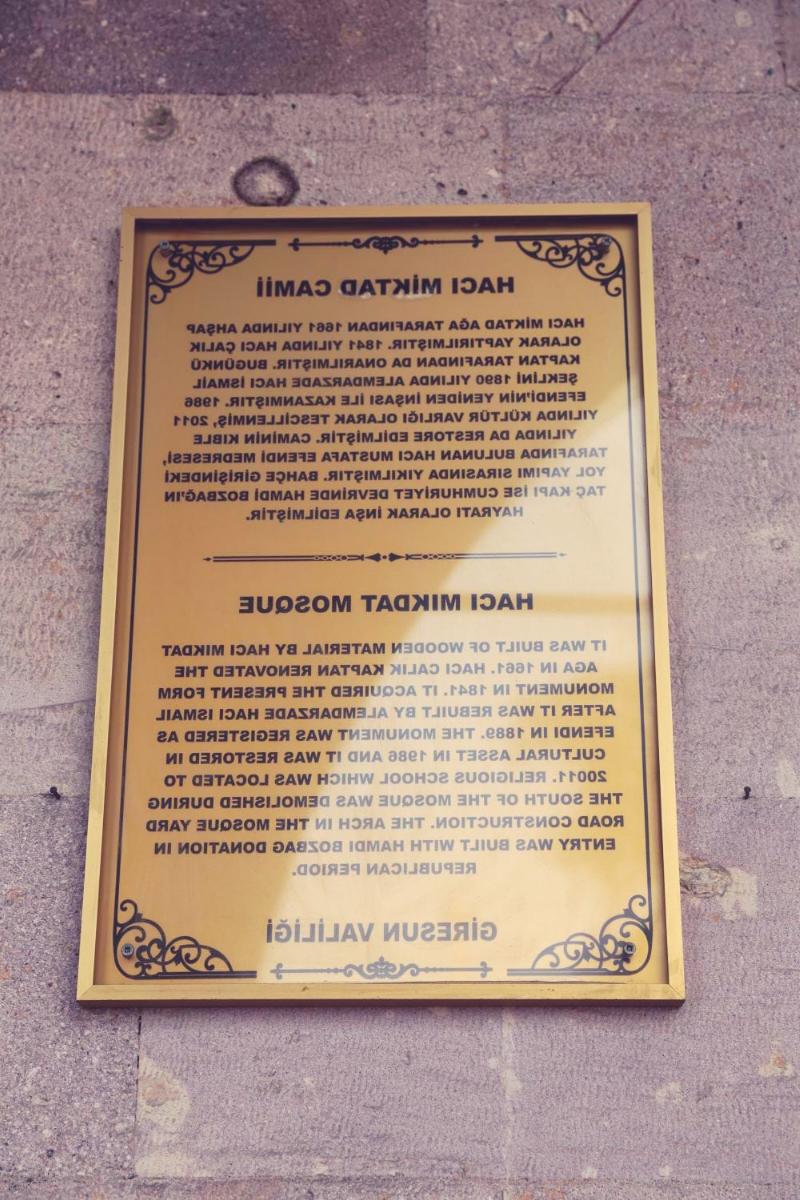 HACI MİKTAD CAMİİ
HACI MİKTAD AĞA TARAFINDAN 1661 YILINDA AHŞAP
OLARAK YAPTIRILMIŞTIR. 1841 YILINDA HACI ÇALIK
KAPTAN TARAFINDAN DA ONARILMIŞTIR. BUGÜNKÜ
ŞEKLİNİ 1890 YILINDA ALEMDARZADE HACI İSMAİL
EFENDİ'NİN YENİDEN İNŞASI İLE KAZANMIŞTIR. 1986
YILINDA KÜLTÜR VARLIĞI OLARAK TESCİLLENMİŞ, 2011
YILINDA DA RESTORE EDİLMİŞTİR. CAMİNİN KIBLE
TARAFINDA BULUNAN HACI MUSTAFA EFENDİ MEDRESESİ,
YOL YAPIMI SIRASINDA YIKILMIŞTIR. BAHÇE GİRİŞİNDEKİ
TAÇ KAPI İSE CUMHURİYET DEVRİNDE HAMDİ BOZBAĞ'IN
HAYRATI OLARAK İNŞA EDİLMİŞTİR.
HACI MIKDAT MOSQUE
IT WAS BUILT OF WOODEN MATERIAL BY HACI MIKDAT
AGA IN 1661. HACI CALIK KAPTAN RENOVATED THE
MONUMENT IN 1841. IT ACQUIRED THE PRESENT FORM
AFTER IT WAS REBUILT BY ALEMDARZADE HACI ISMAIL
EFENDI IN 1889. THE MONUMENT WAS REGISTERED AS
CULTURAL ASSET IN 1986 AND IT WAS RESTORED IN
20011. RELIGIOUS SCHOOL WHICH WAS LOCATED TO
THE SOUTH OF THE MOSQUE WAS DEMOLISHED DURING
ROAD CONSTRUCTION. THE ARCH IN THE MOSQUE YARD
ENTRY WAS BUILT WITH HAMDI BOZBAG DONATION IN
REPUBLICAN PERIOD.
GİRESUN VALİLİĞİ